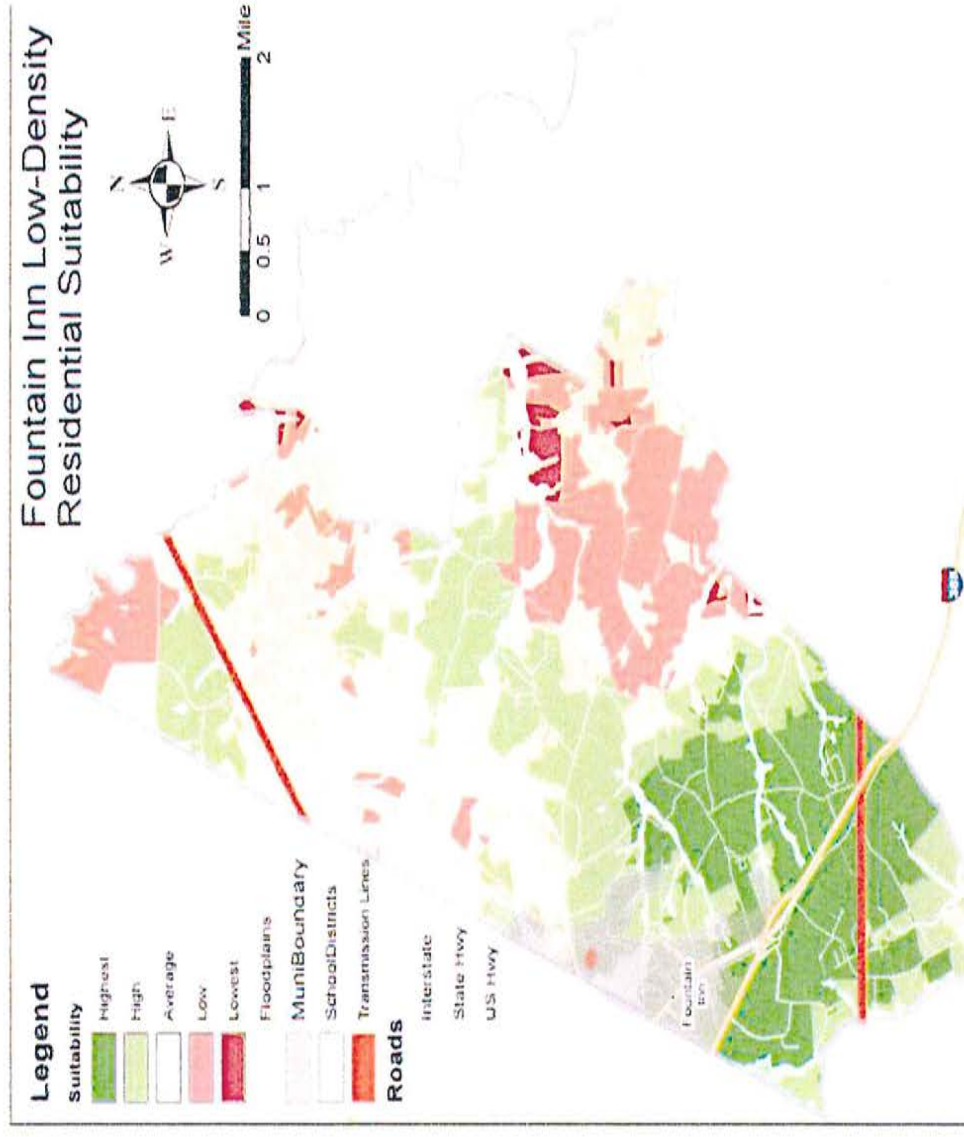 Fountain Inn Low-Density
Residential Suitability
N
W
E
S
0
0.5
1
2
Mile
Legend
Suitability
Highest
High
Average
Low
Lowest
Floodplains
MuniBoundary
SchoolDistricts
Transmission Lines
Roads
Interstate
State Hwy
US Hwy
Fountain
Inn